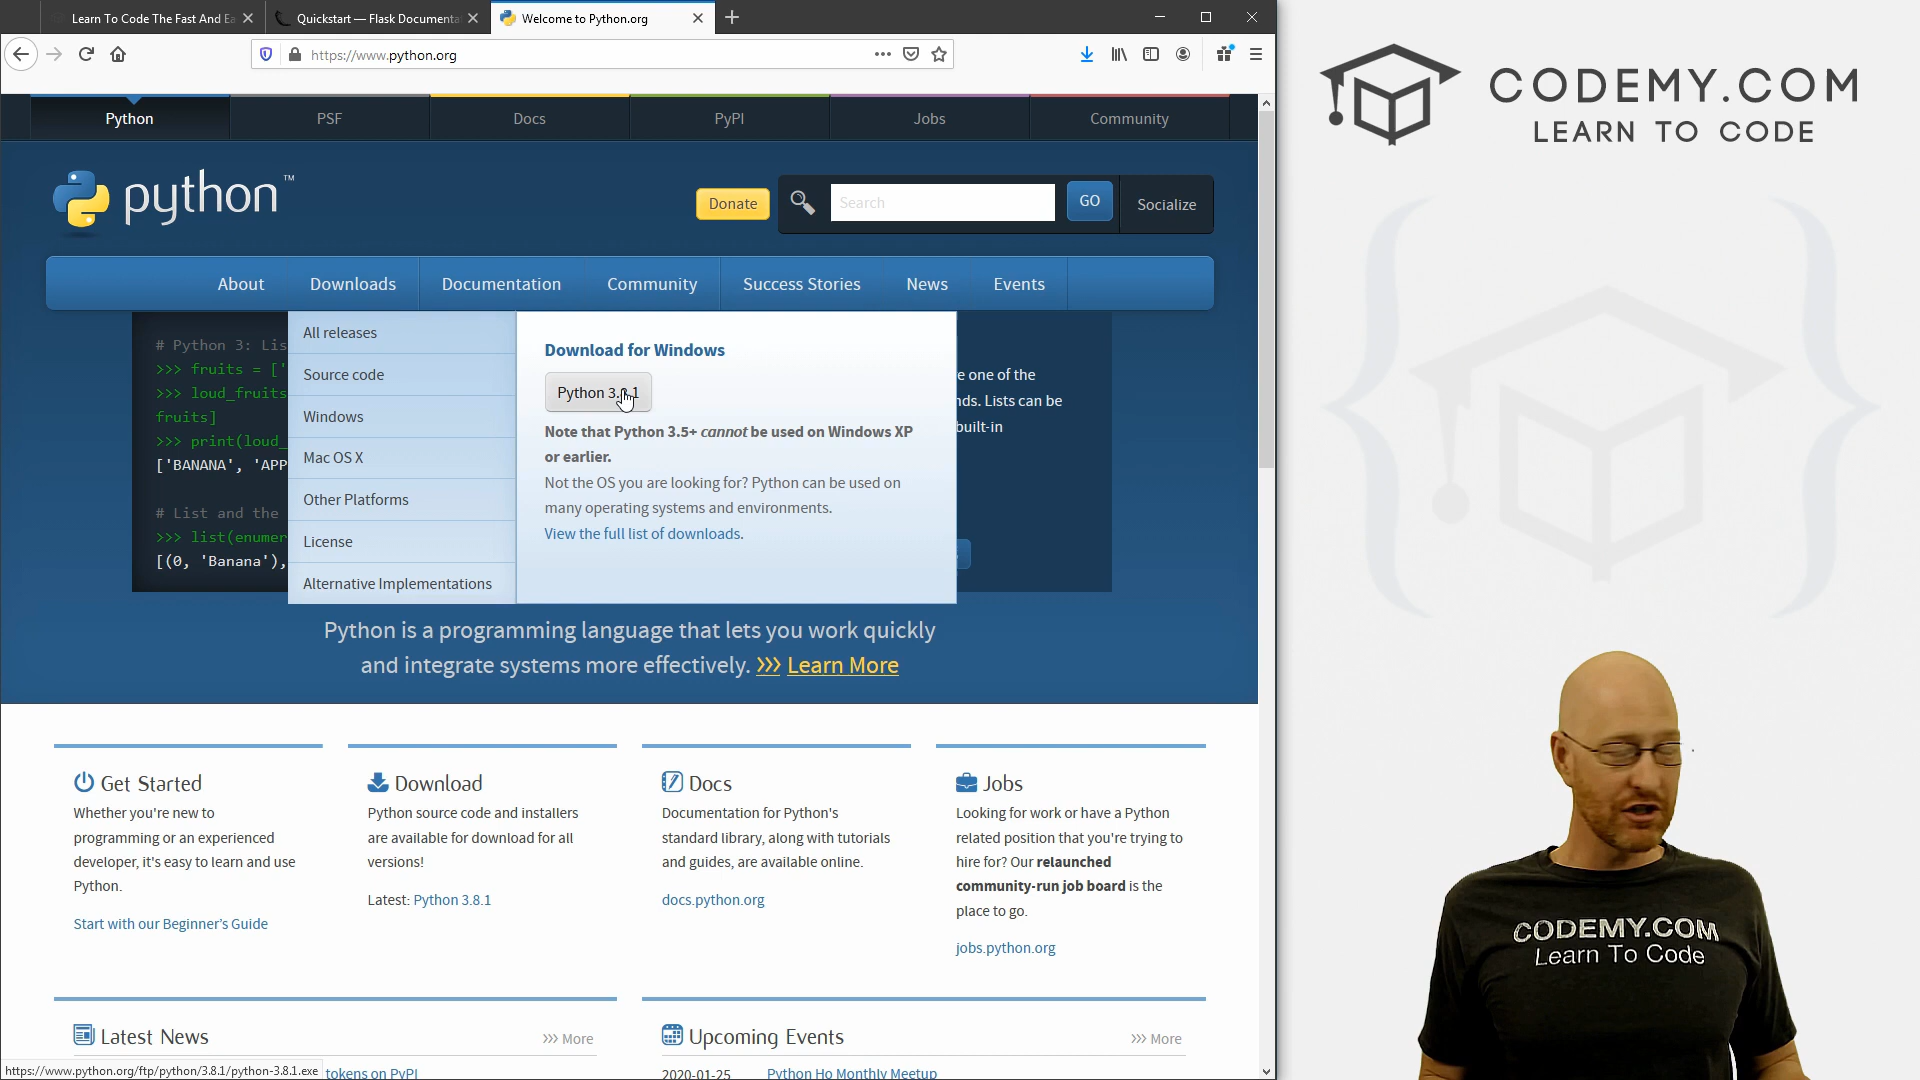 Learn To Code The Fast And Ea
Quickstart — Flask Documenta
Welcome to Python.org
https://www.python.org
Python
PSF
Docs
PyPI
Jobs
Community
python™
Donate
Search
GO
Socialize
About
Downloads
Documentation
Community
Success Stories
News
Events
# Python 3: Lis
>>> fruits = ['
>>> loud_fruits
fruits]
>>> print(loud_
['BANANA', 'APP
# List and the
>>> list(enumer
[(0, 'Banana'),
All releases
Source code
Windows
Mac OS X
Other Platforms
License
Alternative Implementations
Download for Windows
Python 3.8.1
Note that Python 3.5+ cannot be used on Windows XP
or earlier.
Not the OS you are looking for? Python can be used on
many operating systems and environments.
View the full list of downloads.
e one of the
nds. Lists can be
built-in
Python is a programming language that lets you work quickly
and integrate systems more effectively. >>> Learn More
Get Started
Whether you're new to
programming or an experienced
developer, it's easy to learn and use
Python.
Start with our Beginner's Guide
Download
Python source code and installers
are available for download for all
versions!
Latest: Python 3.8.1
Docs
Documentation for Python's
standard library, along with tutorials
and guides, are available online.
docs.python.org
Jobs
Looking for work or have a Python
related position that you're trying to
hire for? Our relaunched
community-run job board is the
place to go.
jobs.python.org
Latest News
>>> More
Upcoming Events
>>> More
https://www.python.org/ftp/python/3.8.1/python-3.8.1.exe
tokens on PyPI
2020-01-25
Python Ho Monthly Meetup
CODEMY.COM
LEARN TO CODE
CODEMY.COM
Learn To Code